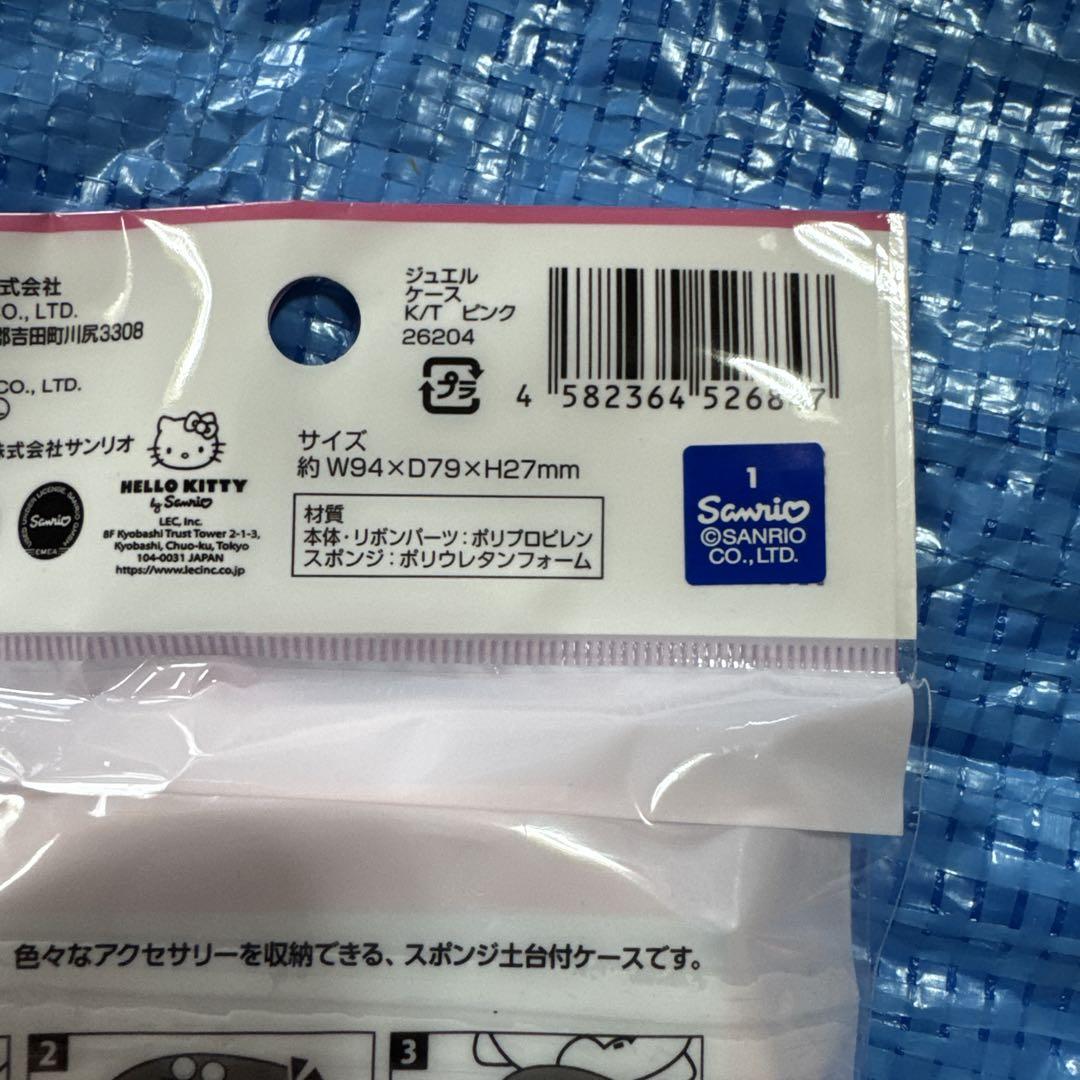 式会社
O., LTD.
郡吉田町川尻3308
CO., LTD.
株式会社サンリオ
Sanrio
HELLO KITTY
by Sanrio
LEC, Inc.
8F Kyobashi Trust Tower 2-1-3,
Kyobashi, Chuo-ku, Tokyo
104-0031 JAPAN
https://www.lecinc.co.jp
ジュエル
ケース
K/T ピンク
26204
プラ
4 582364
サイズ
約 W94×D79×H27mm
材質
本体・リボンパーツ：ポリプロピレン
スポンジ：ポリウレタンフォーム
1
Sanrio
©SANRIO
CO., LTD.
色々なアクセサリーを収納できる、スポンジ土台付ケースです。
2
3